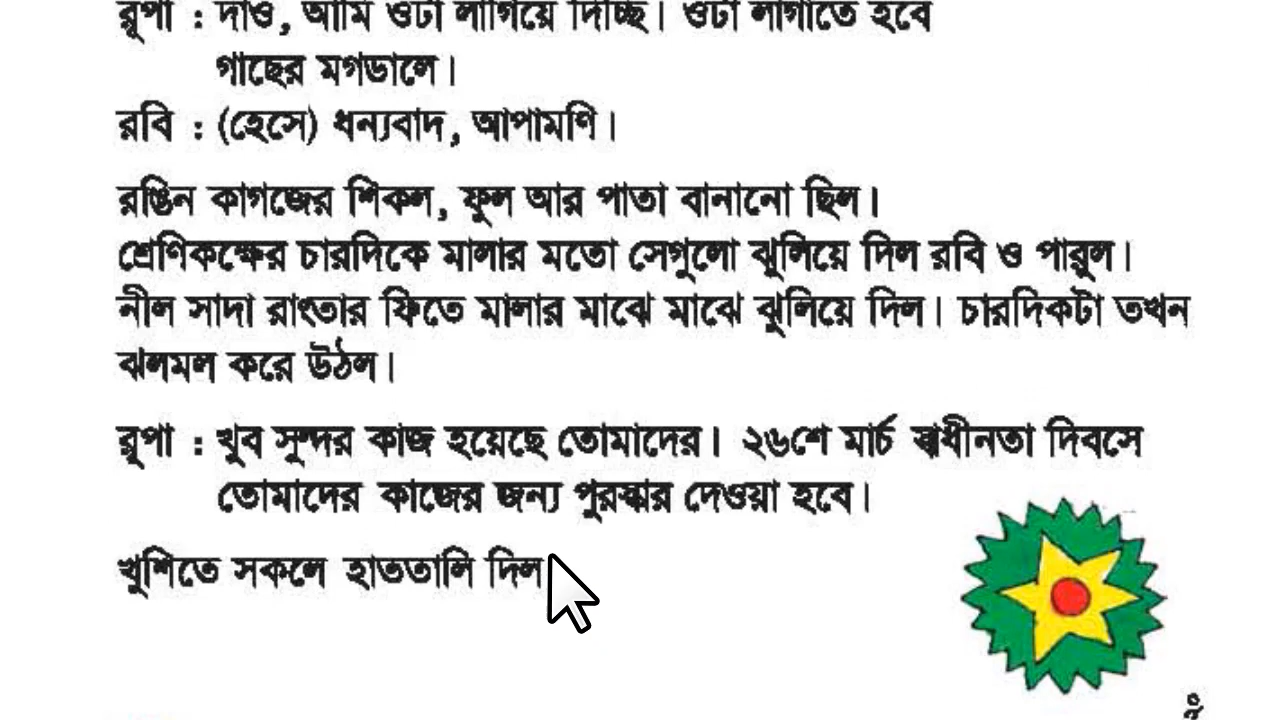 রুপা : দাও, আমি ওটা লাগিয়ে দিচ্ছি। ওটা লাগাতে হবে
গাছের মগডালে।
রবি : (হেসে) ধন্যবাদ, আপামণি।
রঙিন কাগজের শিকল, ফুল আর পাতা বানানো ছিল।
শ্রেণিকক্ষের চারদিকে মালার মতো সেগুলো ঝুলিয়ে দিল রবি ও পারুল।
নীল সাদা রাংতার ফিতে মালার মাঝে মাঝে ঝুলিয়ে দিল। চারদিকটা তখন
ঝলমল করে উঠল।
রুপা : খুব সুন্দর কাজ হয়েছে তোমাদের। ২৬শে মার্চ স্বাধীনতা দিবসে
তোমাদের কাজের জন্য পুরস্কার দেওয়া হবে।
খুশিতে সকলে হাততালি দিল